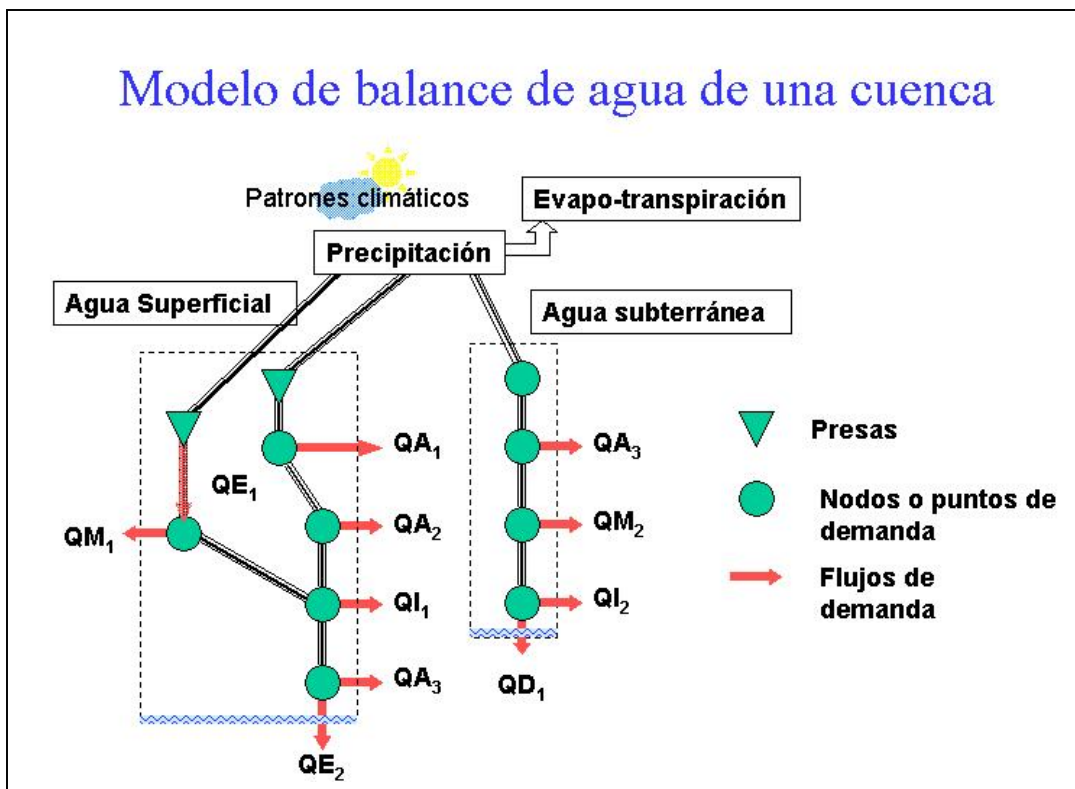 Modelo de balance de agua de una cuenca
Patrones climáticos
Evapo-transpiración
Precipitación
Agua Superficial
Agua subterránea
QA₁
QA₃
Presas
QE₁
QM₁
QA₂
QM₂
Nodos o puntos de
demanda
QI₁
QI₂
Flujos de
demanda
QA₃
QD₁
QE₂